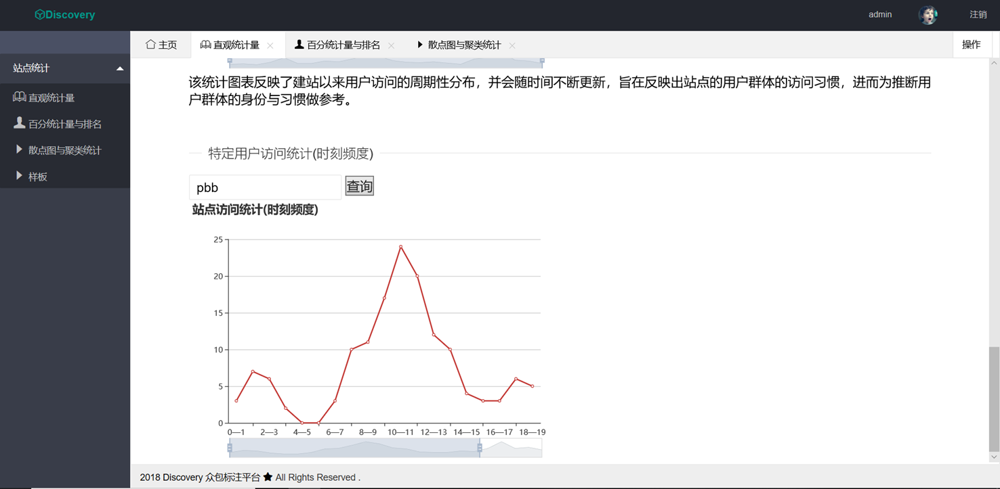 Discovery
admin
注销
主页
直观统计量
百分统计量与排名
散点图与聚类统计
操作
站点统计
直观统计量
百分统计量与排名
散点图与聚类统计
样板
该统计图表反映了建站以来用户访问的周期性分布，并会随时间不断更新，旨在反映出站点的用户群体的访问习惯，进而为推断用
户群体的身份与习惯做参考。
特定用户访问统计(时刻频度)
pbb
查询
站点访问统计(时刻频度)
25
20
15
10
5
0
0—1 2—3 4—5 6—7 8—9 10—11 12—13 14—15 16—17 18—19
2018 Discovery 众包标注平台 ★ All Rights Reserved .